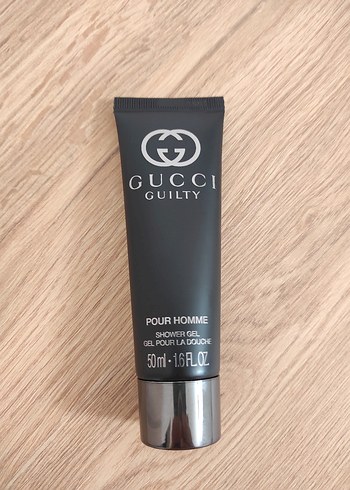 GUCCI
GUILTY
POUR HOMME
SHOWER GEL
GEL POUR LA DOUCHE
50 ml • 1.6 FL.OZ.